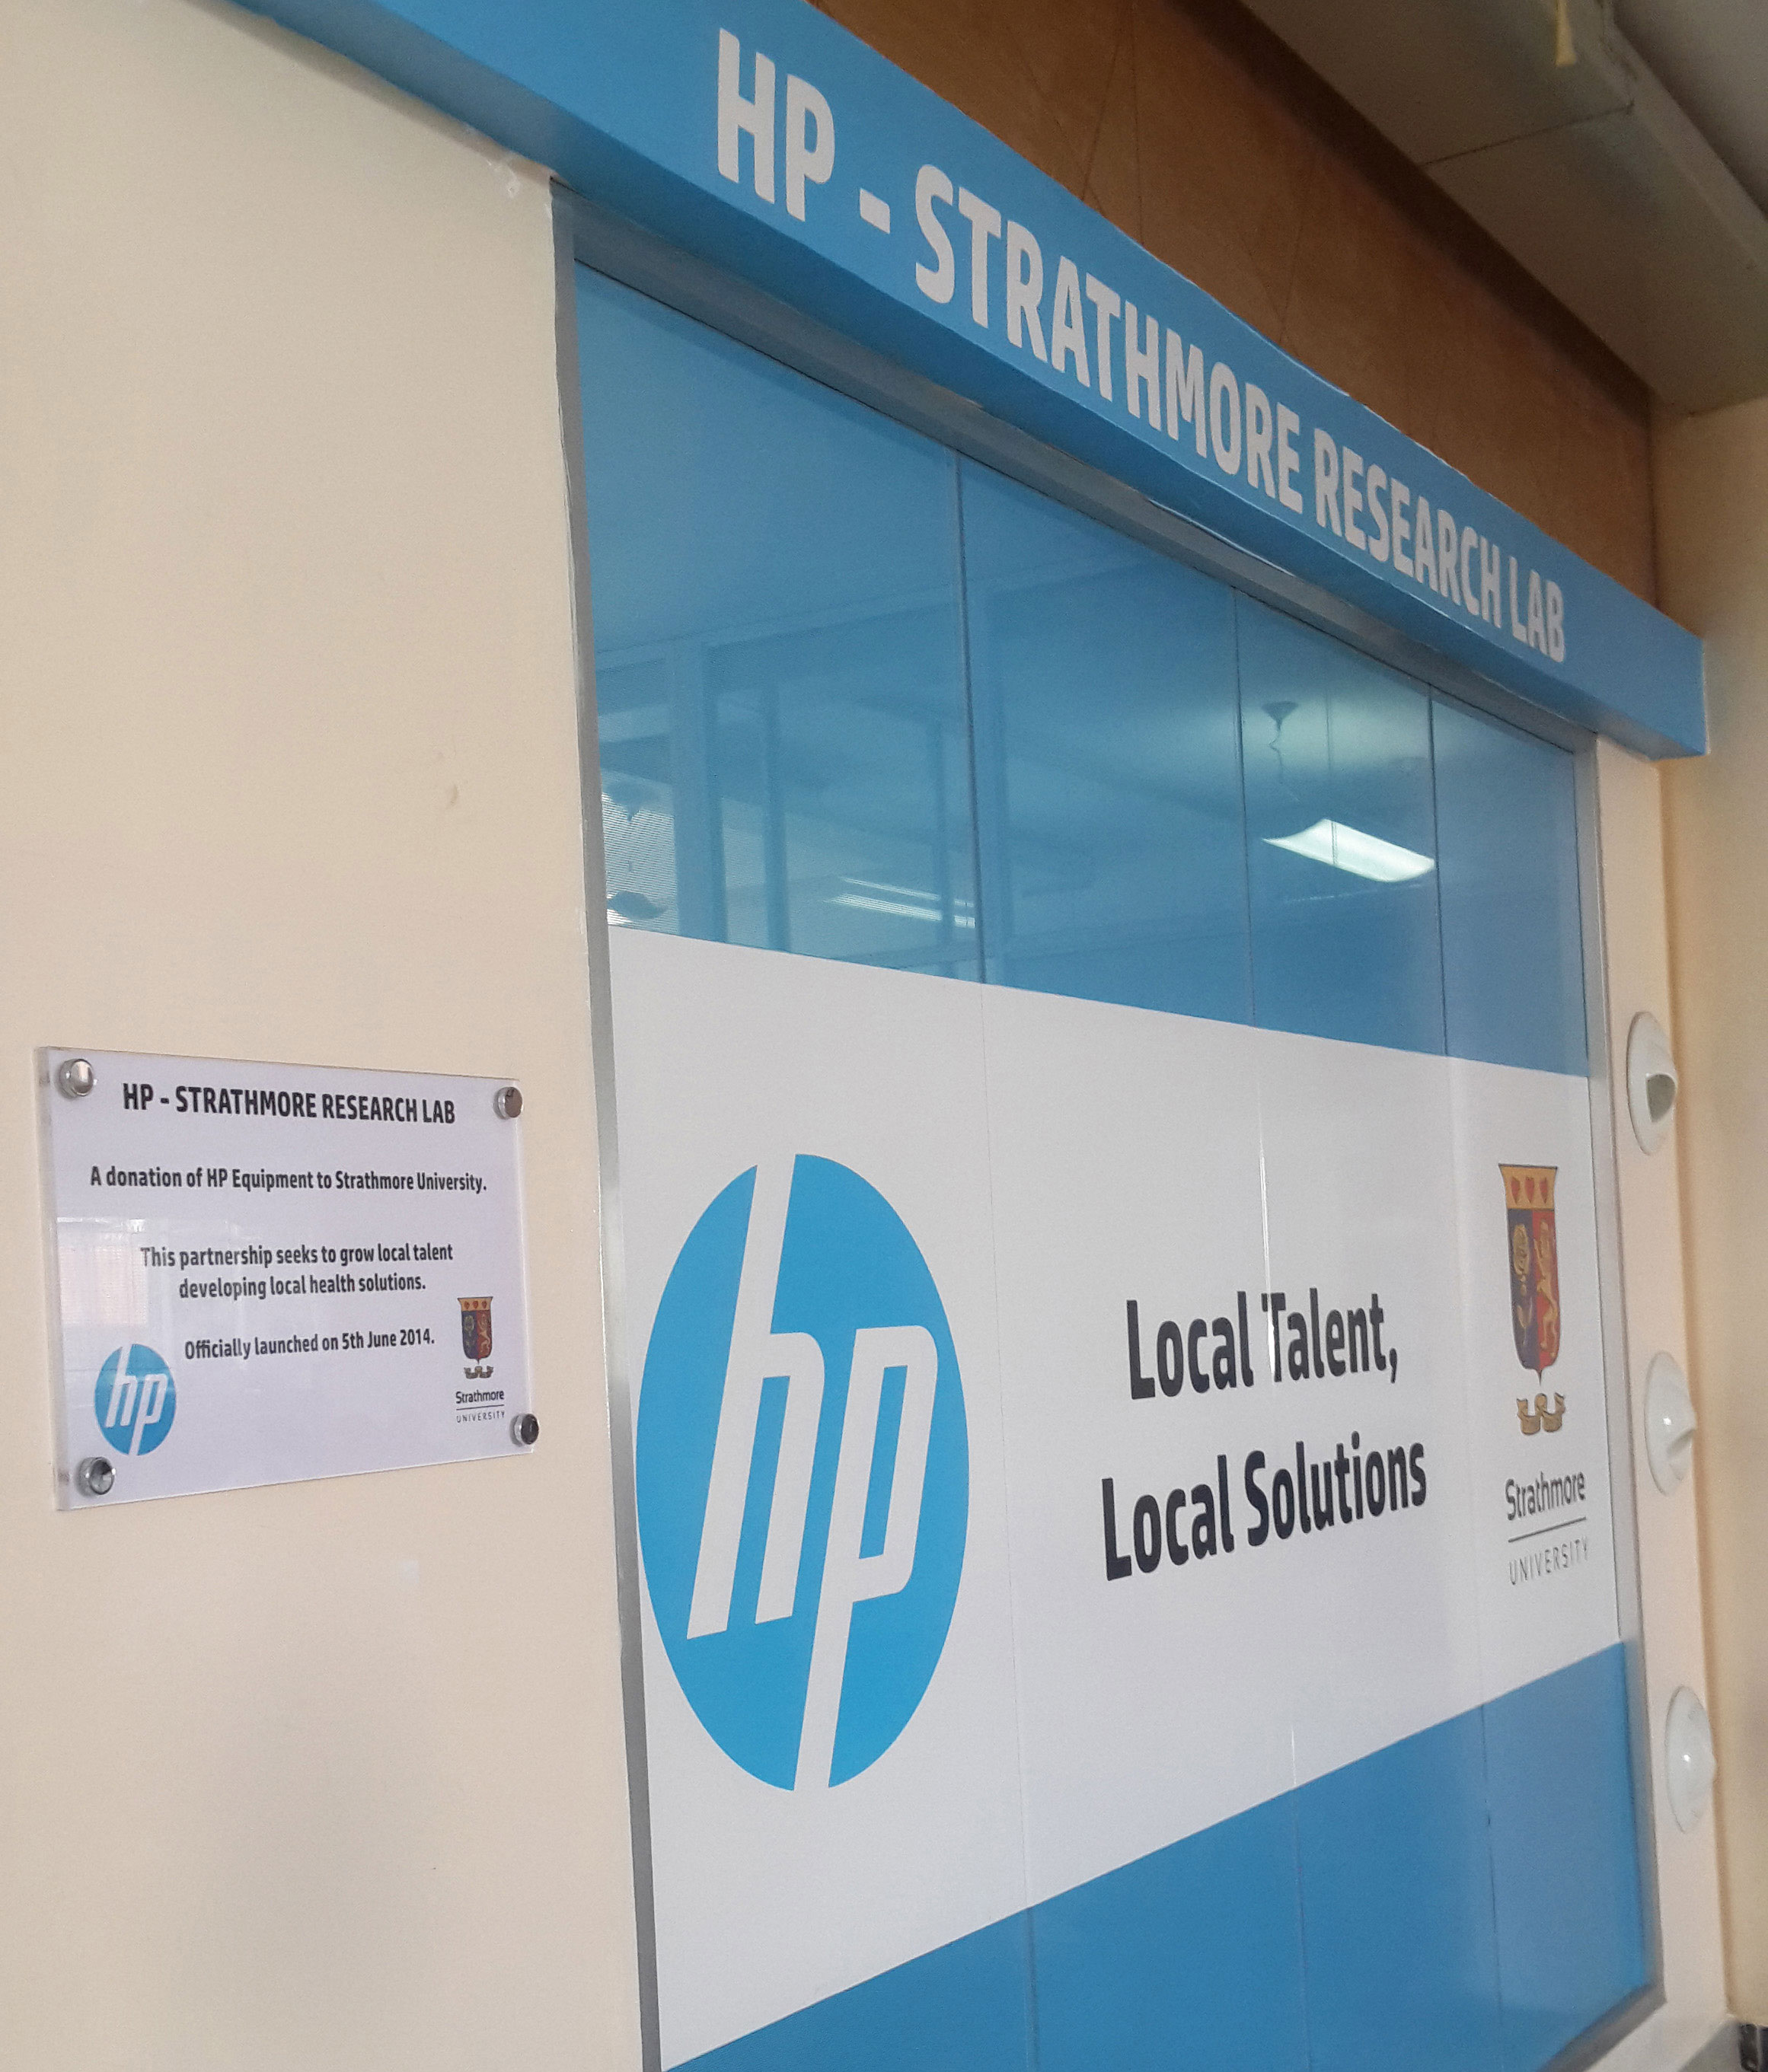 HP - STRATHMORE RESEARCH LAB
HP - STRATHMORE RESEARCH LAB
A donation of HP Equipment to Strathmore University.
This partnership seeks to grow local talent
developing local health solutions.
Officially launched on 5th June 2014.
hp
Strathmore
UNIVERSITY
hp
Local Talent,
Local Solutions
Strathmore
UNIVERSITY